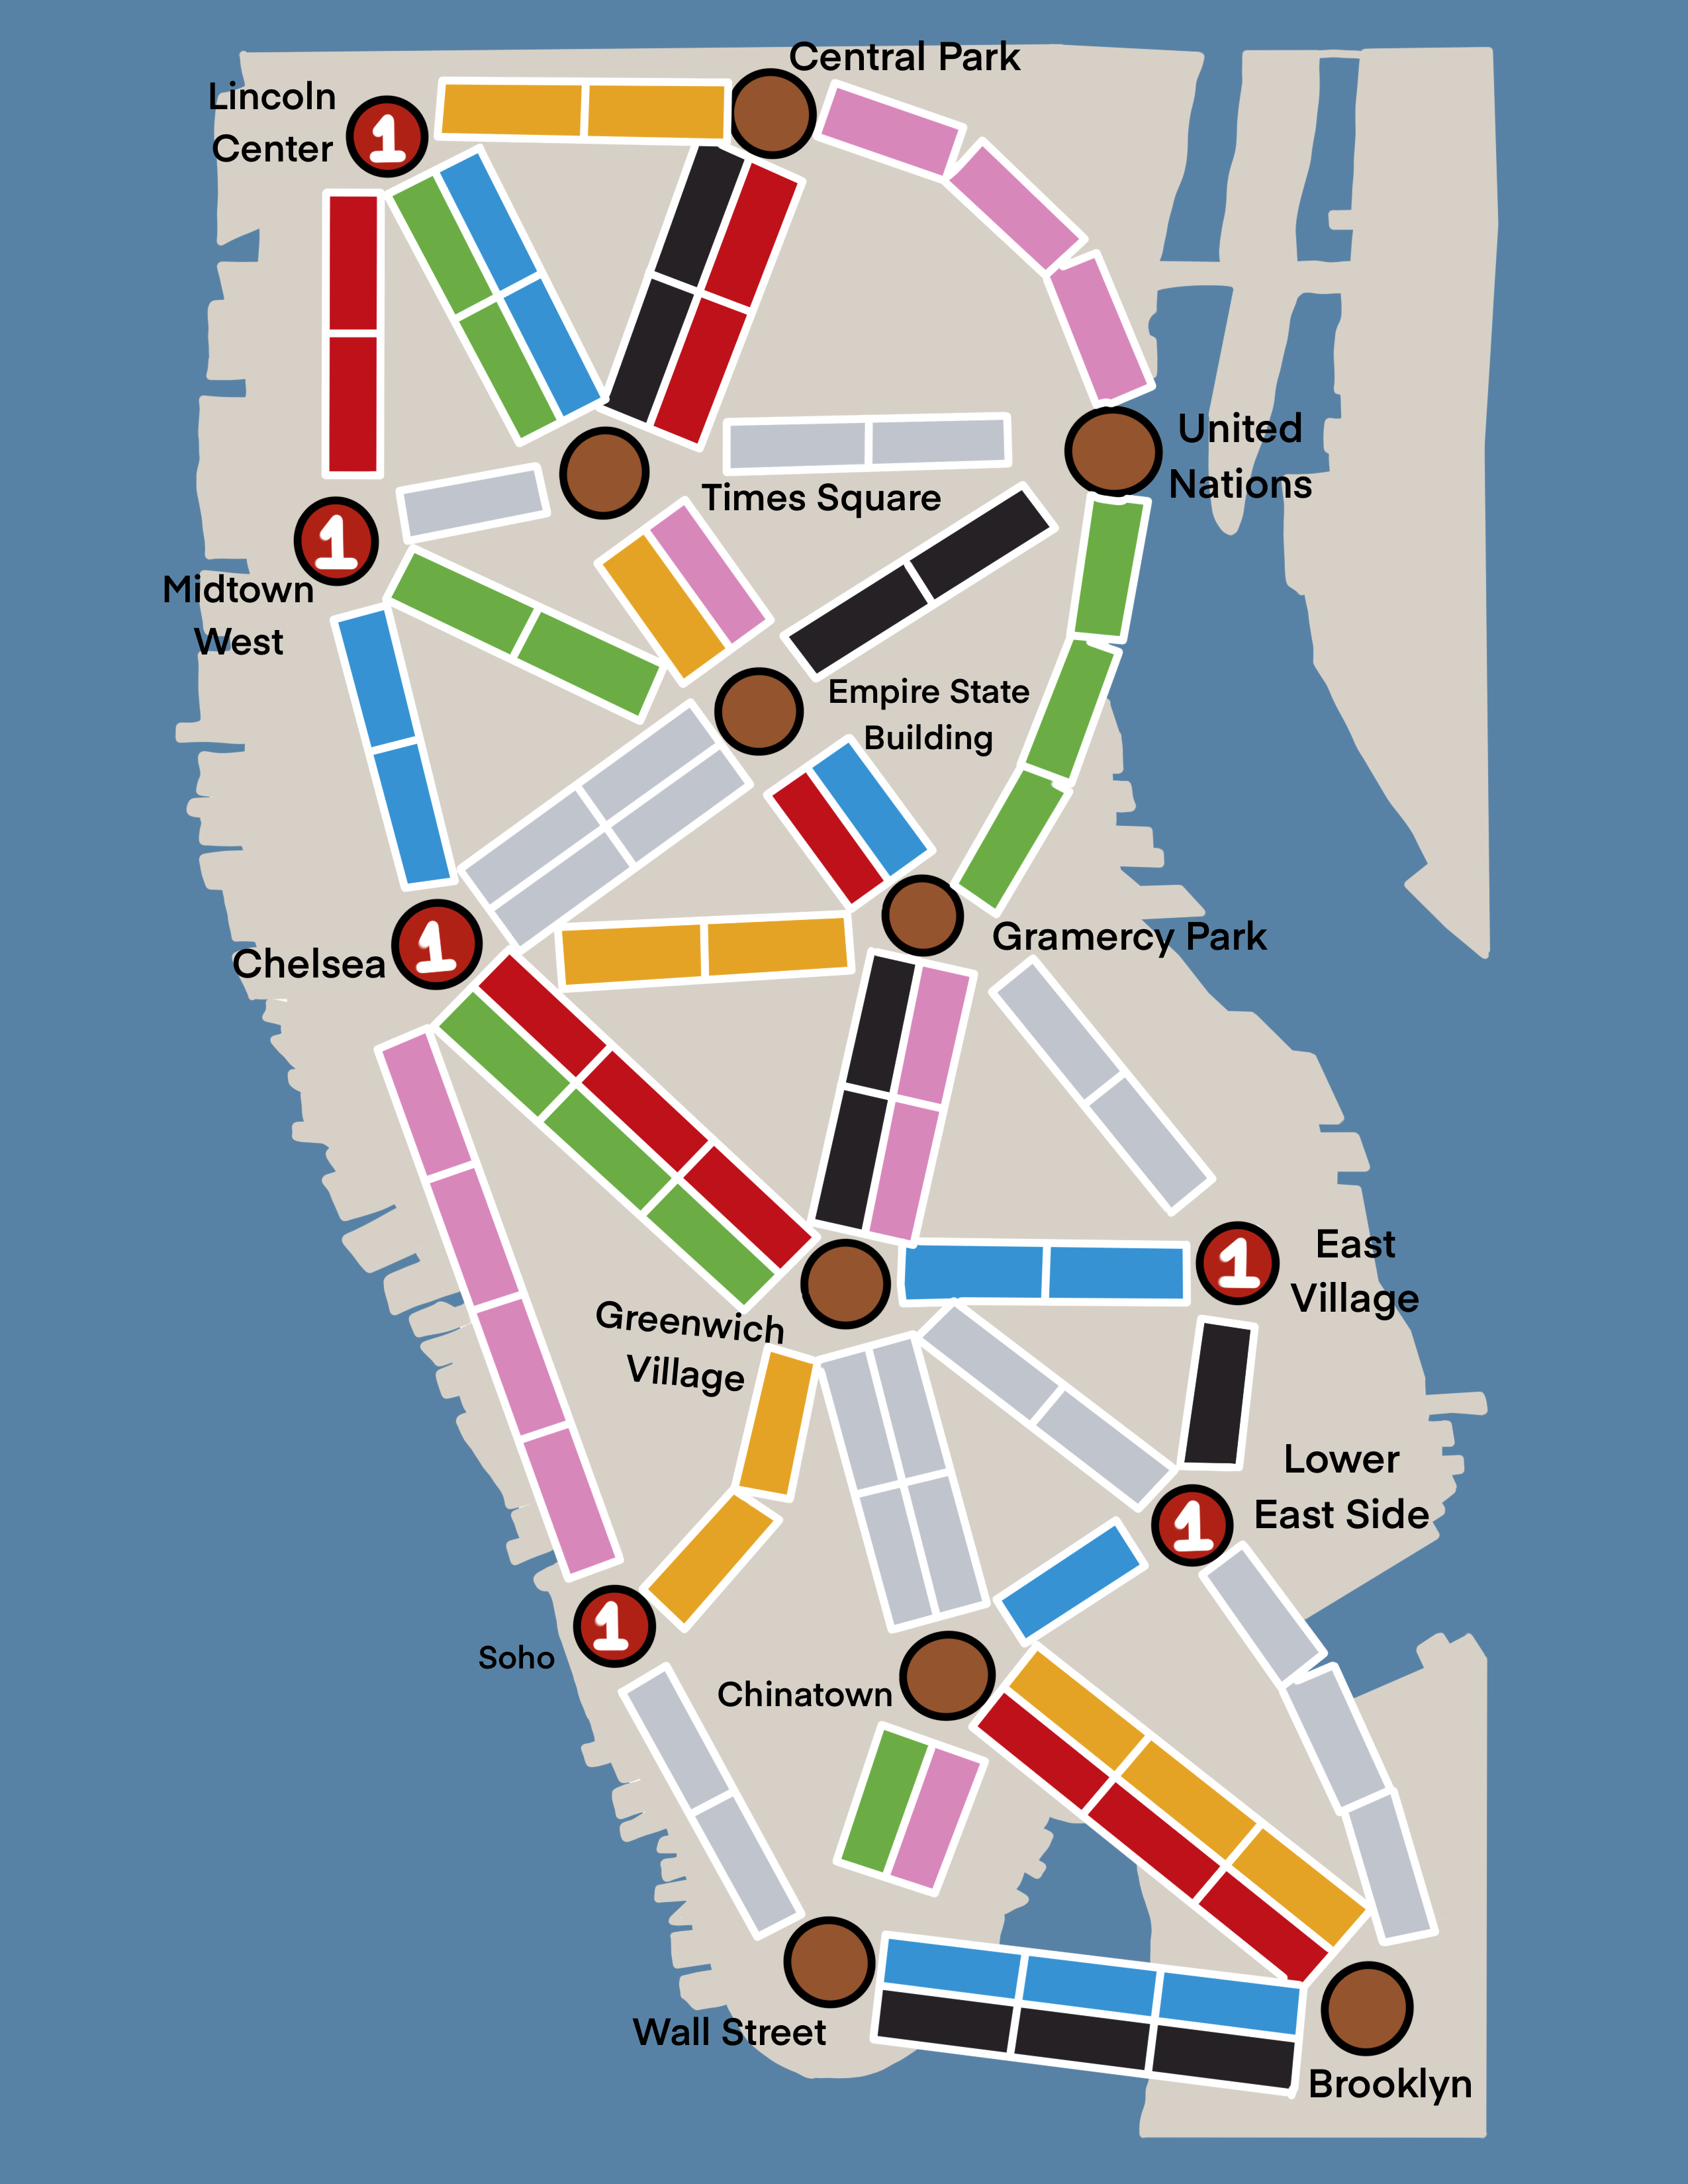 Central Park
Lincoln
Center
1
United
Nations
Times Square
1
Midtown
West
Empire State
Building
1
Chelsea
Gramercy Park
1
East
Village
Greenwich
Village
Lower
East Side
1
1
Soho
Chinatown
Wall Street
Brooklyn